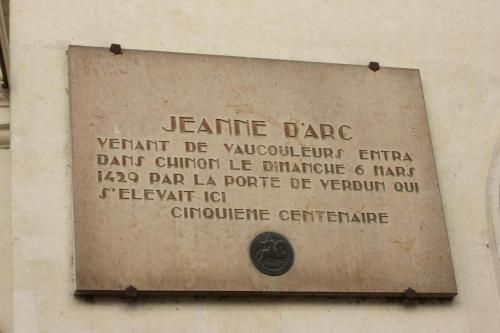 JEANNE D'ARC
VENANT DE VAUCOULEURS ENTRA
DANS CHINON LE DIMANCHE 6 MARS
1429 PAR LA PORTE DE VERDUN QUI
S'ELEVAIT ICI
CINQUIEME CENTENAIRE